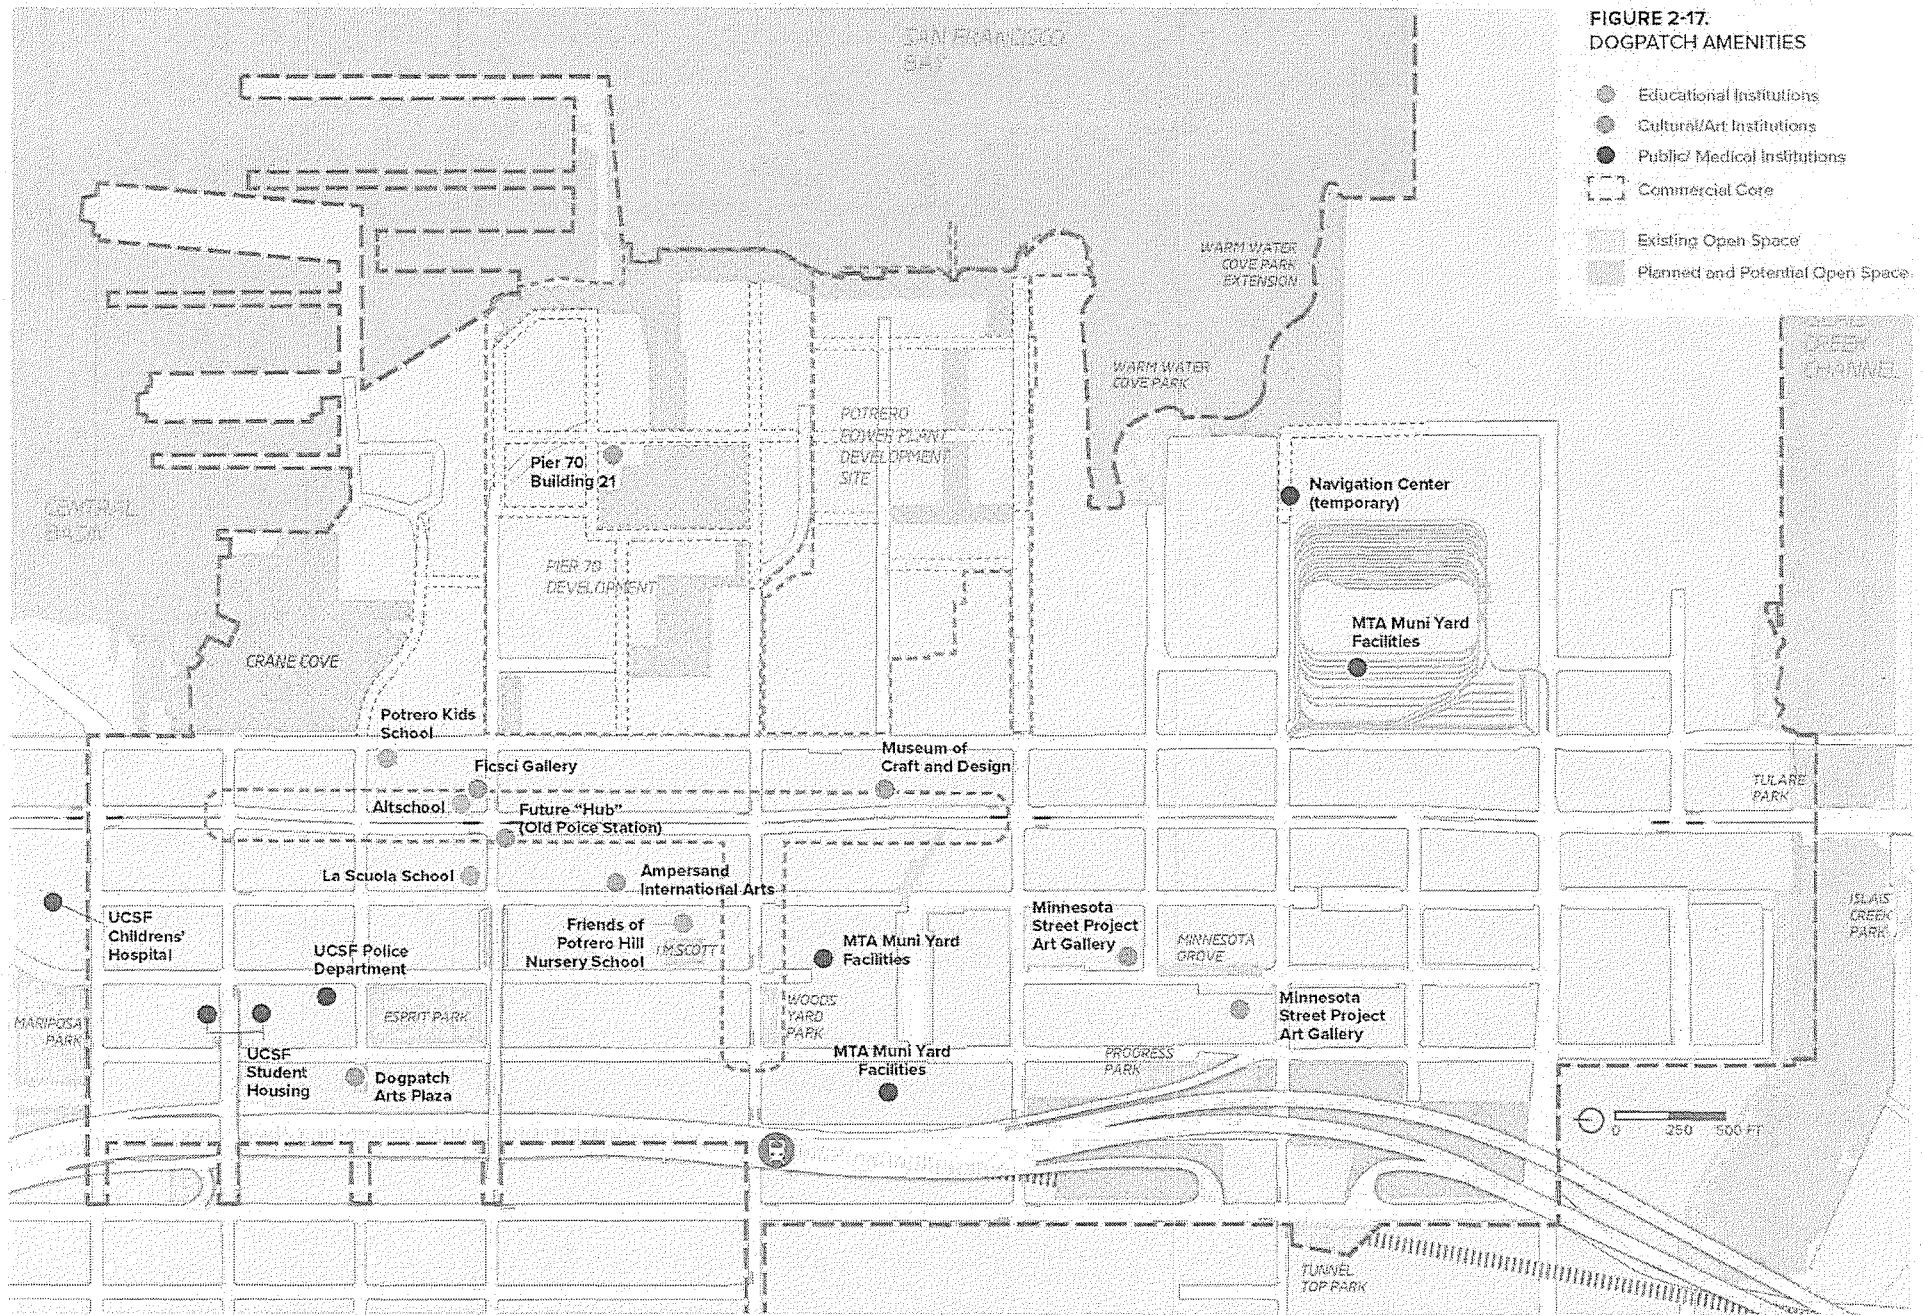 FIGURE 2-17.
DOGPATCH AMENITIES
Educational Institutions
Cultural/Art Institutions
Public/ Medical Institutions
Commercial Core
Existing Open Space
Planned and Potential Open Space
SAN FRANCISCO
BAY
WARM WATER
COVE PARK
EXTENSION
CREEK
CHANNEL
WARM WATER
COVE PARK
POTRERO
POWER PLANT
DEVELOPMENT
SITE
Pier 70
Building 21
Navigation Center
(temporary)
CENTRAL
BASIN
PIER 70
DEVELOPMENT
MTA Muni Yard
Facilities
CRANE COVE
Potrero Kids
School
Ficsci Gallery
Museum of
Craft and Design
TULARE
PARK
Altschool
Future "Hub"
(Old Poice Station)
La Scuola School
Ampersand
International Arts
UCSF
Childrens'
Hospital
Friends of
Potrero Hill
Nursery School
I.M.SCOTT
MTA Muni Yard
Facilities
Minnesota
Street Project
Art Gallery
MINNESOTA
GROVE
ISLAIS
CREEK
PARK
UCSF Police
Department
MARIPOSA
PARK
ESPRIT PARK
WOODS
YARD
PARK
Minnesota
Street Project
Art Gallery
UCSF
Student
Housing
Dogpatch
Arts Plaza
MTA Muni Yard
Facilities
PROGRESS
PARK
0 250 500 FT
TUNNEL
TOP PARK